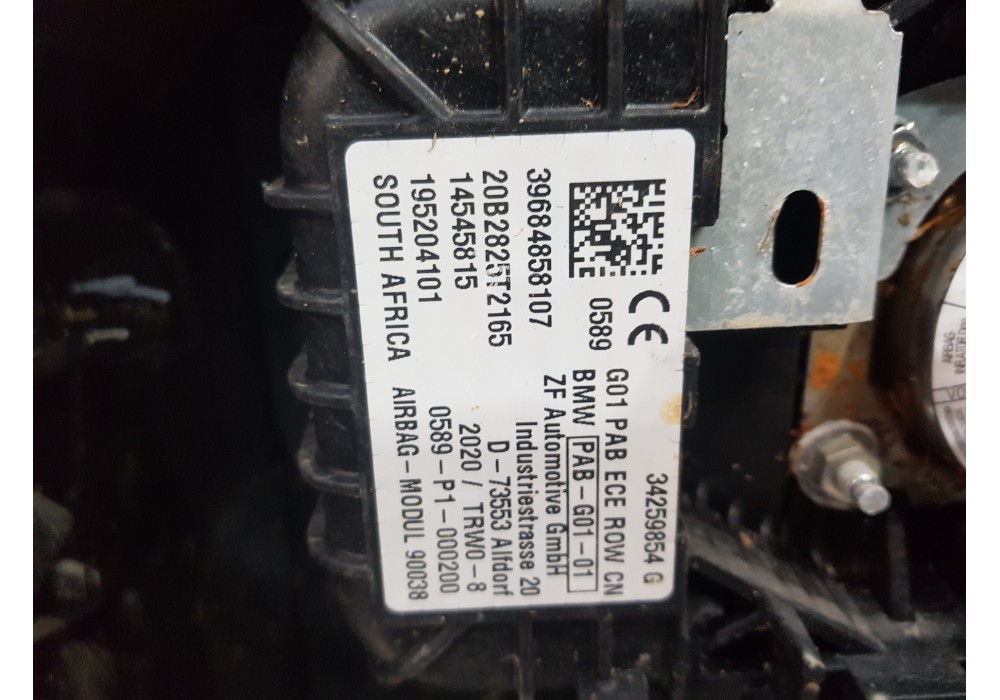 34259854 G
G01 PAB ECE ROW CN
0589 BMW PAB-G01-01
39684858107 ZF Automotive GmbH
20B2825T2165 Industriestrasse 20
14545815 D-73553 Alfdorf
195204101 2020 / TRW0-8
0589-P1-000200
SOUTH AFRICA AIRBAG-MODUL 90038
CE